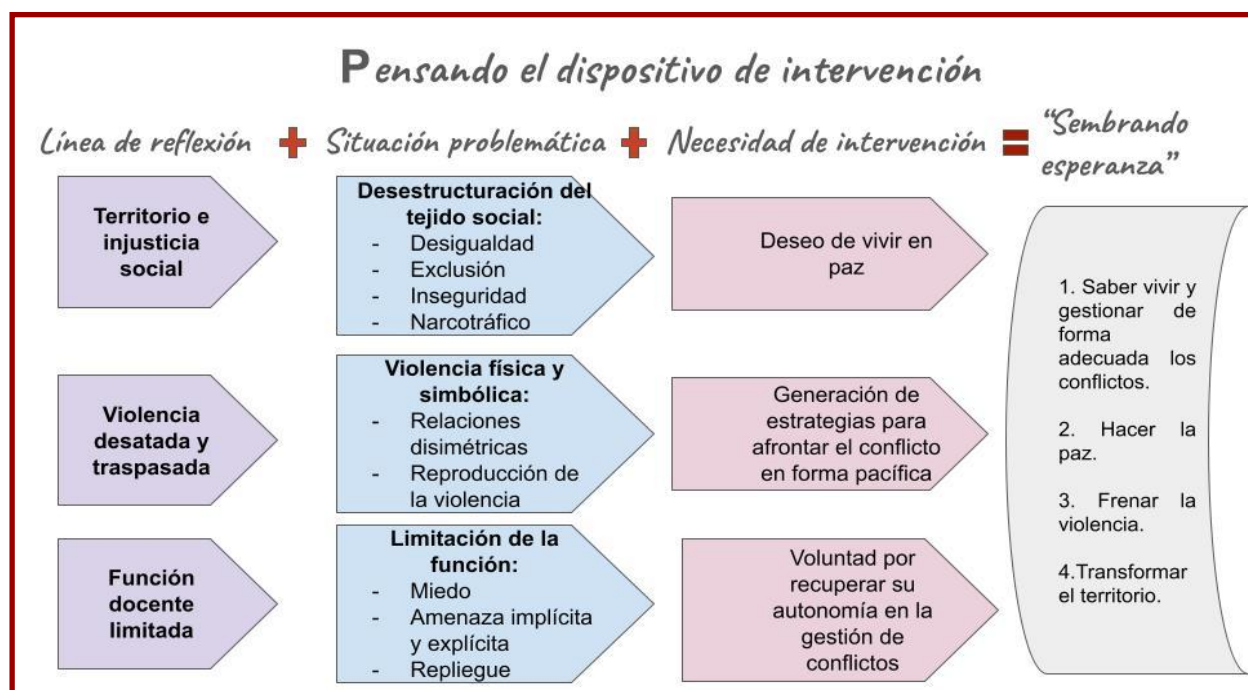 Pensando el dispositivo de intervención
Línea de reflexión + Situación problemática + Necesidad de intervención = “Sembrando
esperanza”
Territorio e
injusticia
social
Desestructuración del
tejido social:
- Desigualdad
- Exclusión
- Inseguridad
- Narcotráfico
Deseo de vivir en
paz
Violencia
desatada y
traspasada
Violencia física y
simbólica:
- Relaciones
disimétricas
- Reproducción de
la violencia
Generación de
estrategias para
afrontar el conflicto
en forma pacífica
Función
docente
limitada
Limitación de la
función:
- Miedo
- Amenaza implícita
y explícita
- Repliegue
Voluntad por
recuperar su
autonomía en la
gestión de
conflictos
1. Saber vivir y
gestionar de
forma
adecuada los
conflictos.
2. Hacer la
paz.
3. Frenar la
violencia.
4.Transformar
el territorio.